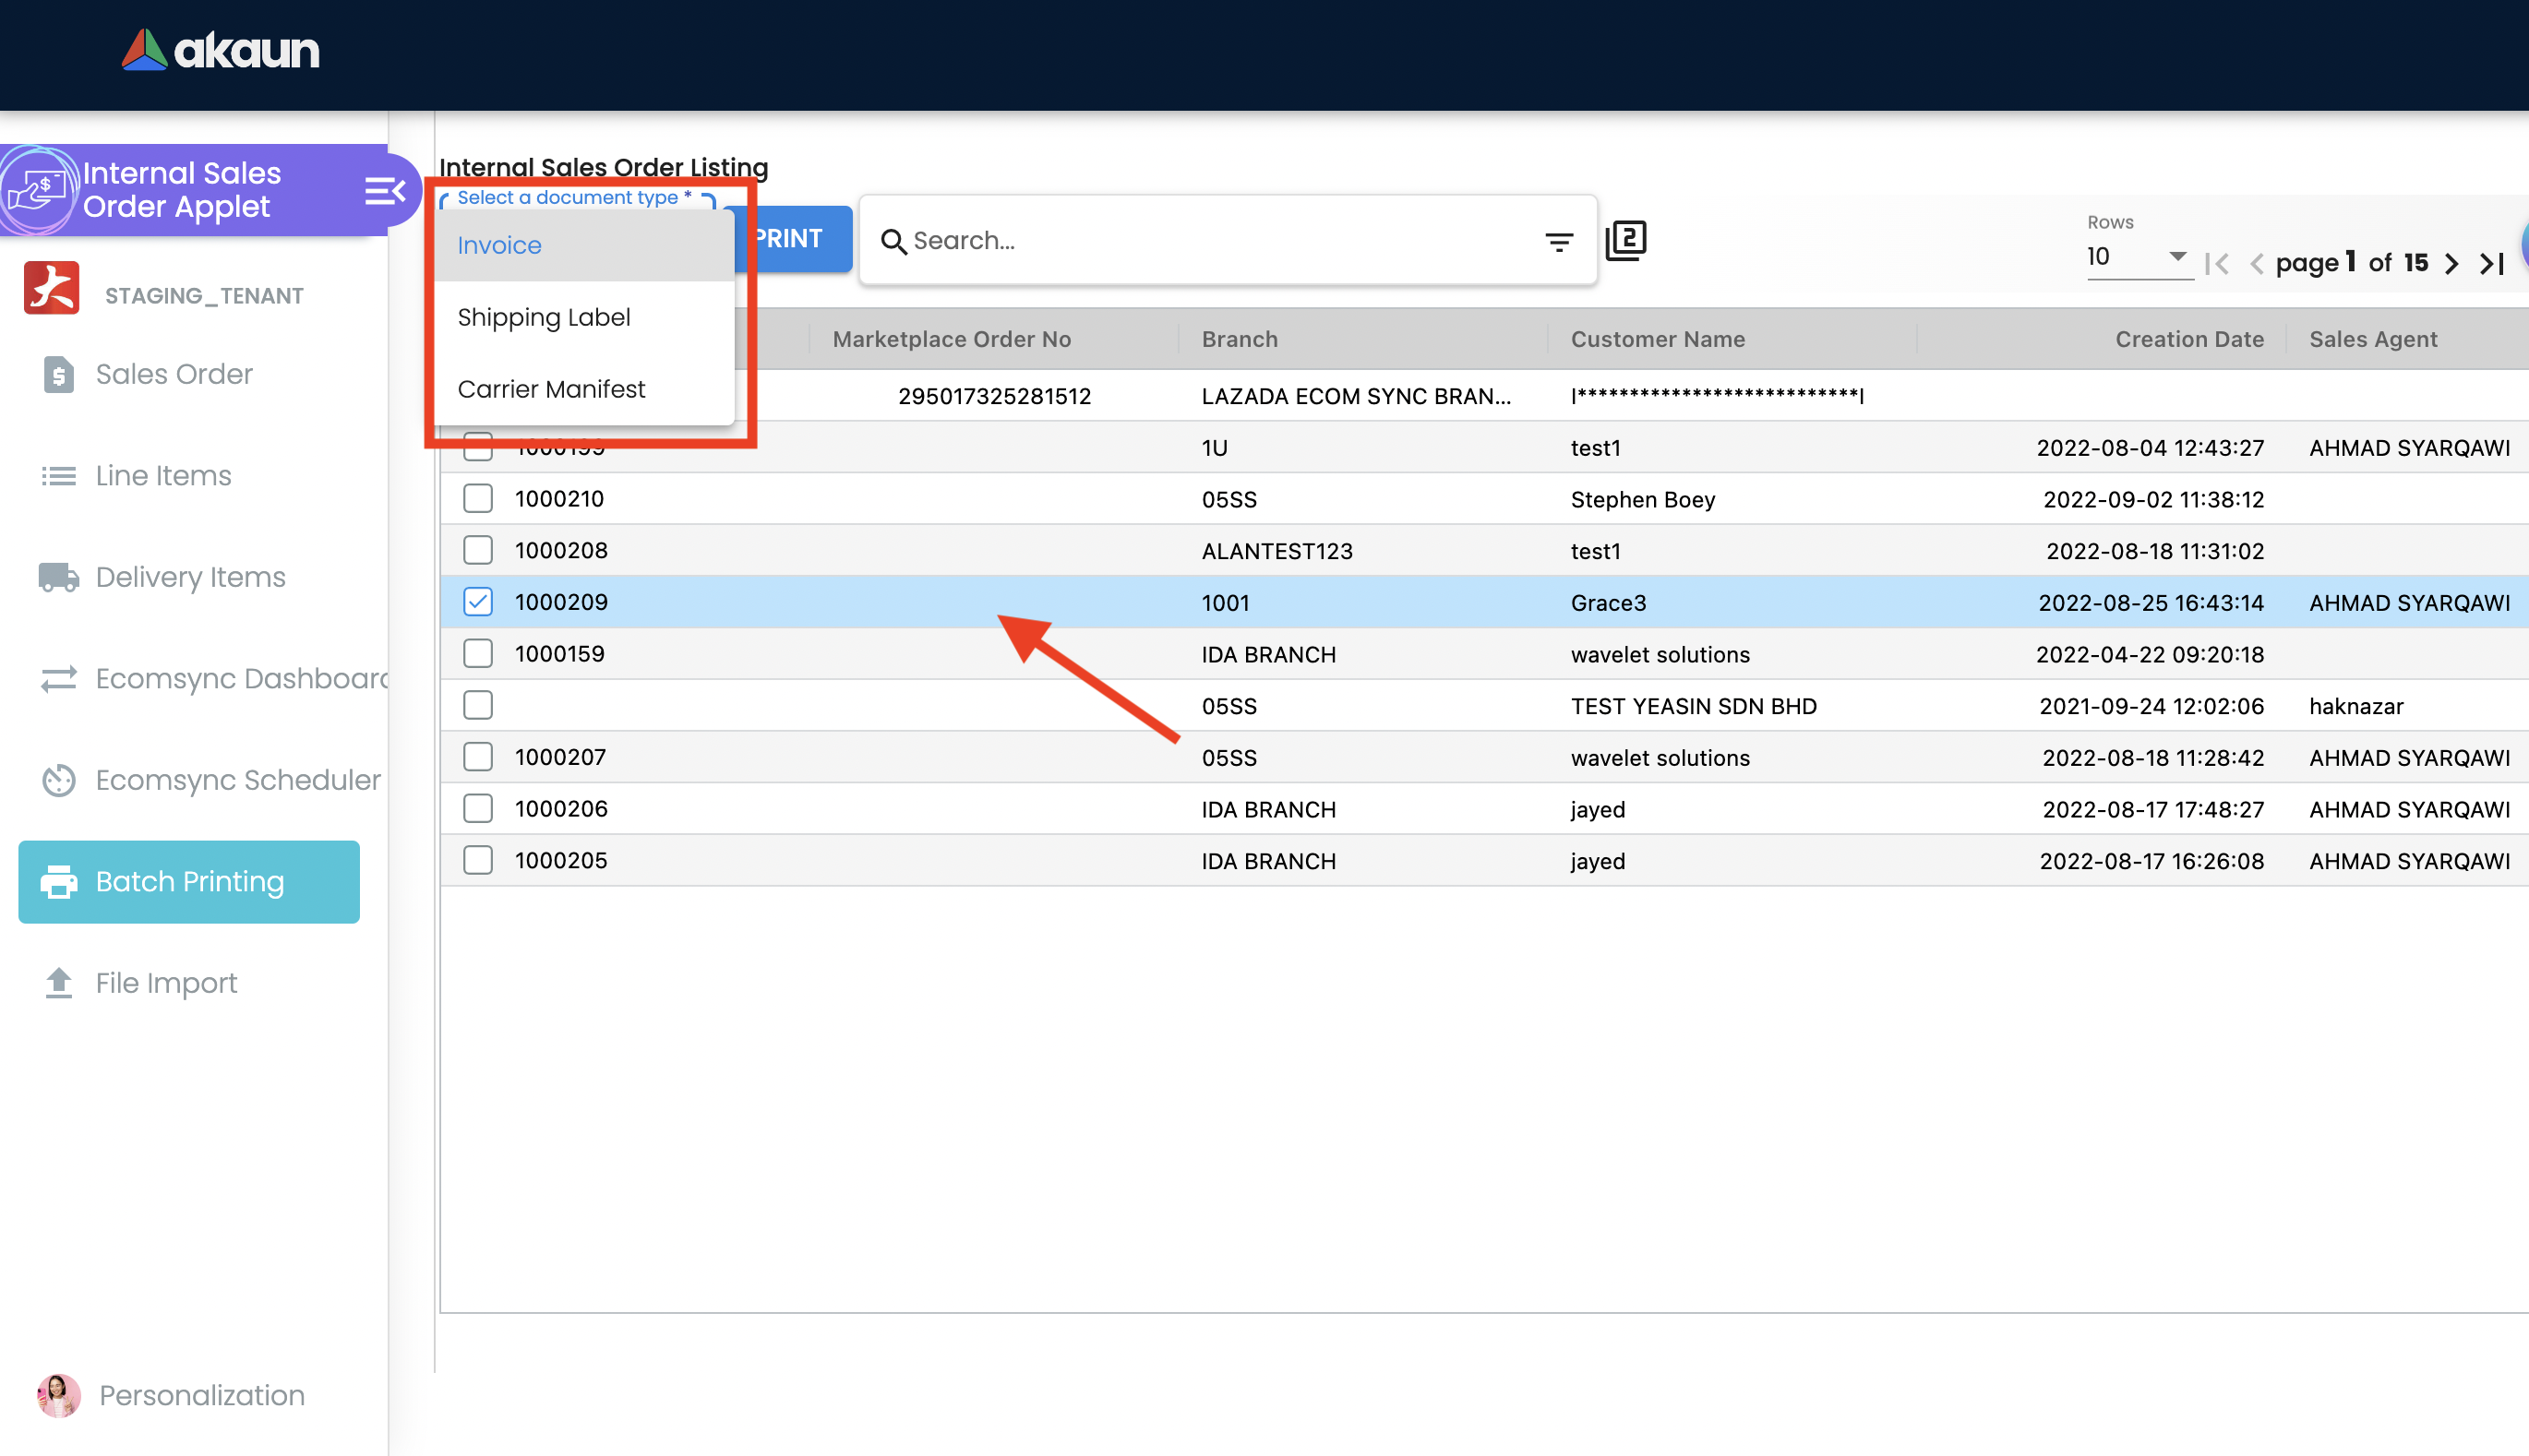 akaun
Internal Sales
Order Applet
STAGING_TENANT
Sales Order
Line Items
Delivery Items
Ecomsync Dashboard
Ecomsync Scheduler
Batch Printing
File Import
Personalization
Internal Sales Order Listing
Select a document type *
Invoice
Shipping Label
Carrier Manifest
PRINT
Search...
2
Rows
10
page 1 of 15
Marketplace Order No Branch Customer Name Creation Date Sales Agent
295017325281512 LAZADA ECOM SYNC BRAN... I***************************I
1000199 1U test1 2022-08-04 12:43:27 AHMAD SYARQAWI
1000210 05SS Stephen Boey 2022-09-02 11:38:12
1000208 ALANTEST123 test1 2022-08-18 11:31:02
1000209 1001 Grace3 2022-08-25 16:43:14 AHMAD SYARQAWI
1000159 IDA BRANCH wavelet solutions 2022-04-22 09:20:18
05SS TEST YEASIN SDN BHD 2021-09-24 12:02:06 haknazar
1000207 05SS wavelet solutions 2022-08-18 11:28:42 AHMAD SYARQAWI
1000206 IDA BRANCH jayed 2022-08-17 17:48:27 AHMAD SYARQAWI
1000205 IDA BRANCH jayed 2022-08-17 16:26:08 AHMAD SYARQAWI